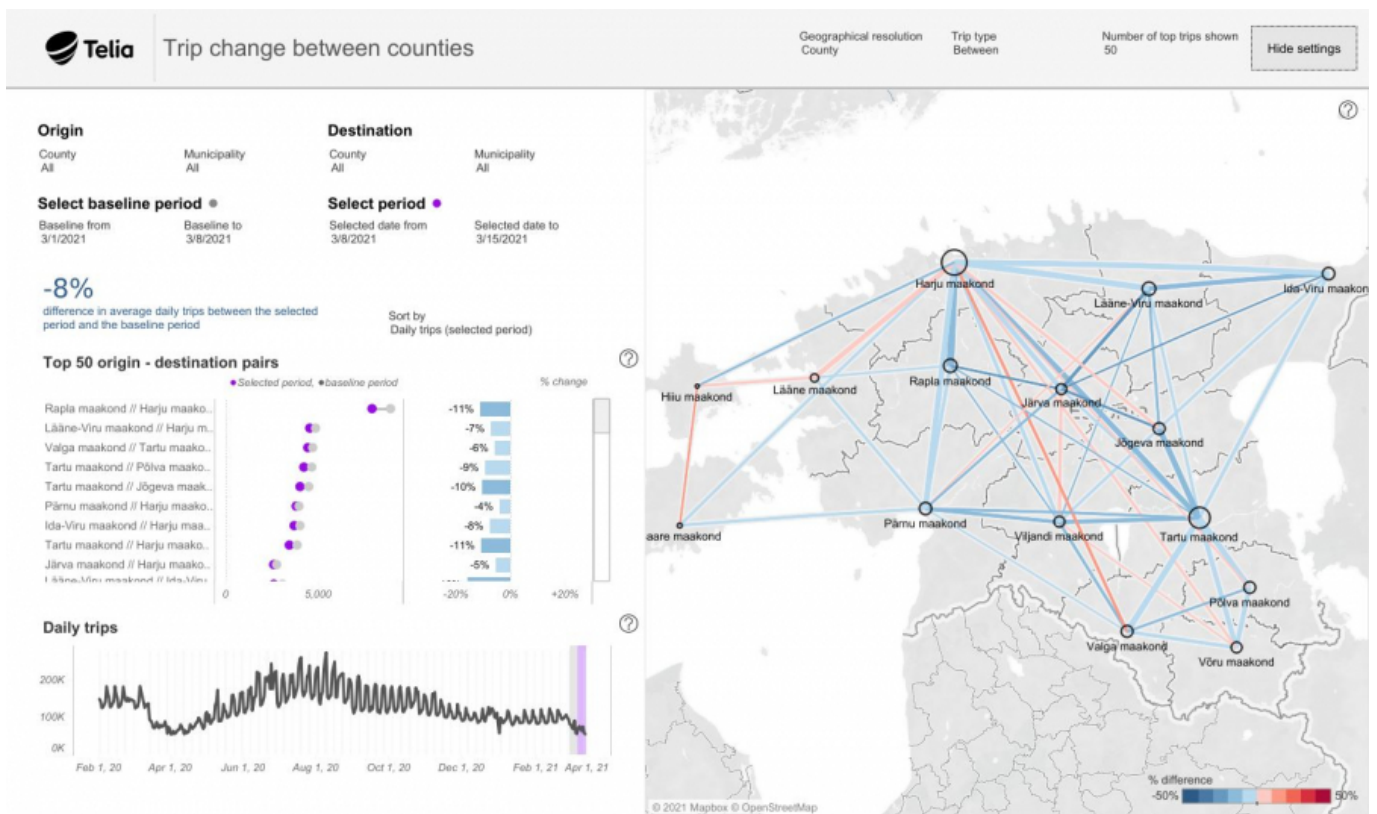 Telia
Trip change between counties
Geographical resolution
County
Trip type
Between
Number of top trips shown
50
Hide settings
Origin
County
All
Municipality
All
Destination
County
All
Municipality
All
Select baseline period
Baseline from
3/1/2021
Baseline to
3/8/2021
Select period
Selected date from
3/8/2021
Selected date to
3/15/2021
-8%
difference in average daily trips between the selected
period and the baseline period
Sort by
Daily trips (selected period)
Top 50 origin - destination pairs
?
Selected period, baseline period
% change
Rapla maakond // Harju maako.. -11%
Lääne-Viru maakond // Harju m.. -7%
Valga maakond // Tartu maako.. -6%
Tartu maakond // Põlva maako.. -9%
Tartu maakond // Jõgeva maak.. -10%
Pärnu maakond // Harju maako.. -4%
Ida-Viru maakond // Harju maa.. -8%
Tartu maakond // Harju maako.. -11%
Järva maakond // Harju maako.. -5%
Lääne-Viru maakond // Ida-Viru
0 5,000 -20% 0% +20%
Daily trips
?
200K
100K
0K
Feb 1, 20 Apr 1, 20 Jun 1, 20 Aug 1, 20 Oct 1, 20 Dec 1, 20 Feb 1, 21 Apr 1, 21
?
Harju maakond
Lääne-Viru maakond
Ida-Viru maakon
Hiiu maakond
Lääne maakond
Rapla maakond
Järva maakond
Jõgeva maakond
aare maakond
Pärnu maakond
Viljandi maakond
Tartu maakond
Põlva maakond
Valga maakond
Võru maakond
% difference
-50% 50%
© 2021 Mapbox © OpenStreetMap